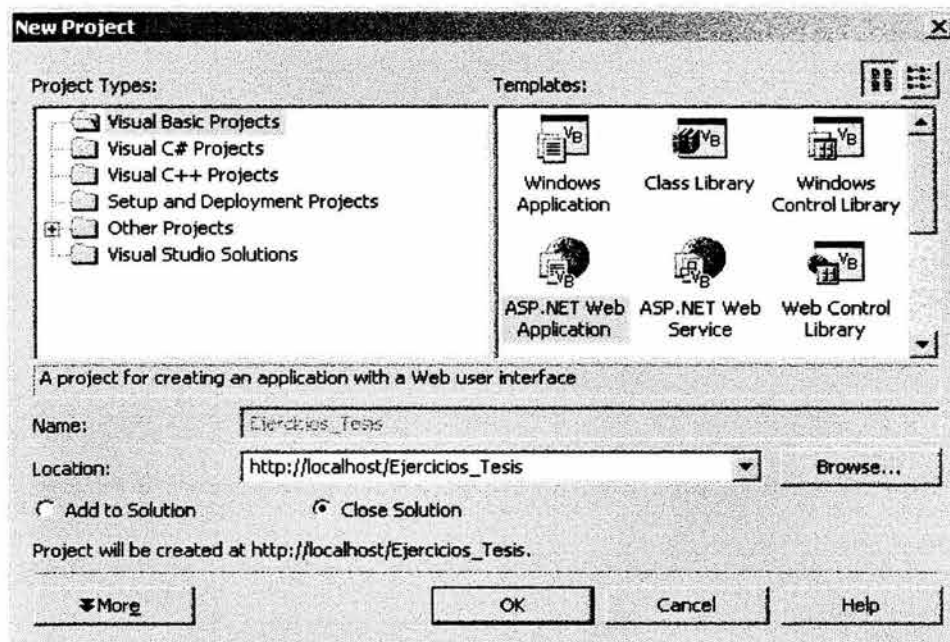 New Project
Project Types:
Templates:
Visual Basic Projects
Visual C# Projects
Visual C++ Projects
Setup and Deployment Projects
Other Projects
Visual Studio Solutions
Windows Application
Class Library
Windows Control Library
ASP.NET Web Application
ASP.NET Web Service
Web Control Library
A project for creating an application with a Web user interface
Name: Ejercicios_Tesis
Location: http://localhost/Ejercicios_Tesis Browse...
Add to Solution Close Solution
Project will be created at http://localhost/Ejercicios_Tesis.
More OK Cancel Help